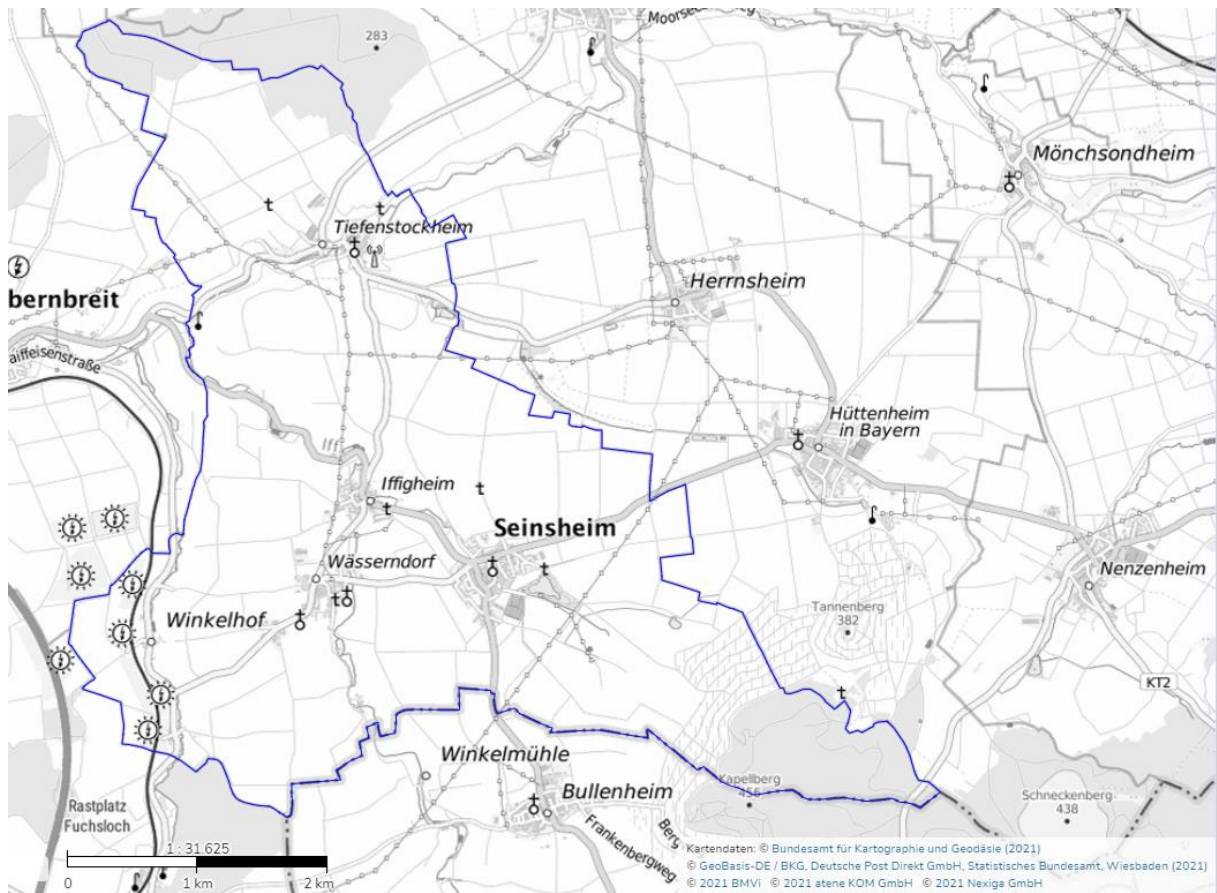 283
Mönchsondheim
Tiefenstockheim
bernbreit
Herrnsheim
aiffeisenstraße
Hüttenheim
in Bayern
Iff
Iffigheim
Seinsheim
Wässerndorf
Nenzenheim
Winkelhof
Tannenberg
382
KT2
Winkelmühle
Kapellberg
456
Bullenheim
Schneckenberg
438
Rastplatz
Fuchsloch
Frankenbergweg
Berg
1 : 31.625
0 1 km 2 km
Kartendaten: © Bundesamt für Kartographie und Geodäsie (2021)
© GeoBasis-DE / BKG, Deutsche Post Direkt GmbH, Statistisches Bundesamt, Wiesbaden (2021)
© 2021 BMVi © 2021 atene KOM GmbH © 2021 Nexiga GmbH